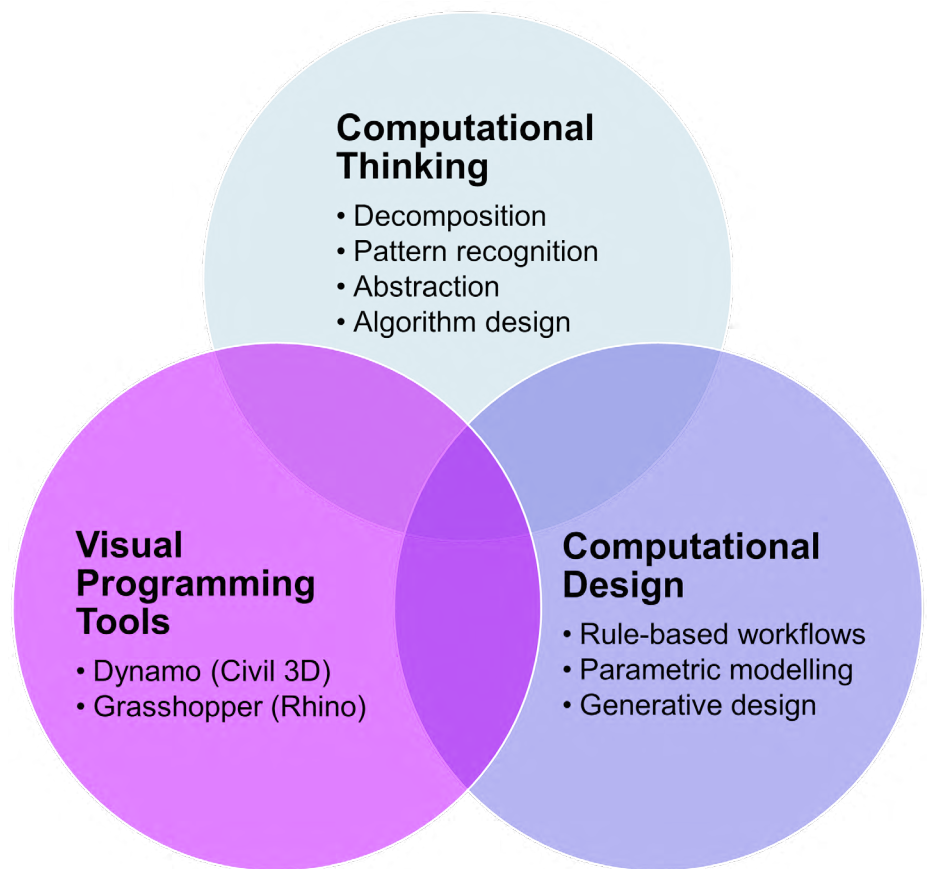 Computational
Thinking
• Decomposition
• Pattern recognition
• Abstraction
• Algorithm design
Visual
Programming
Tools
• Dynamo (Civil 3D)
• Grasshopper (Rhino)
Computational
Design
• Rule-based workflows
• Parametric modelling
• Generative design